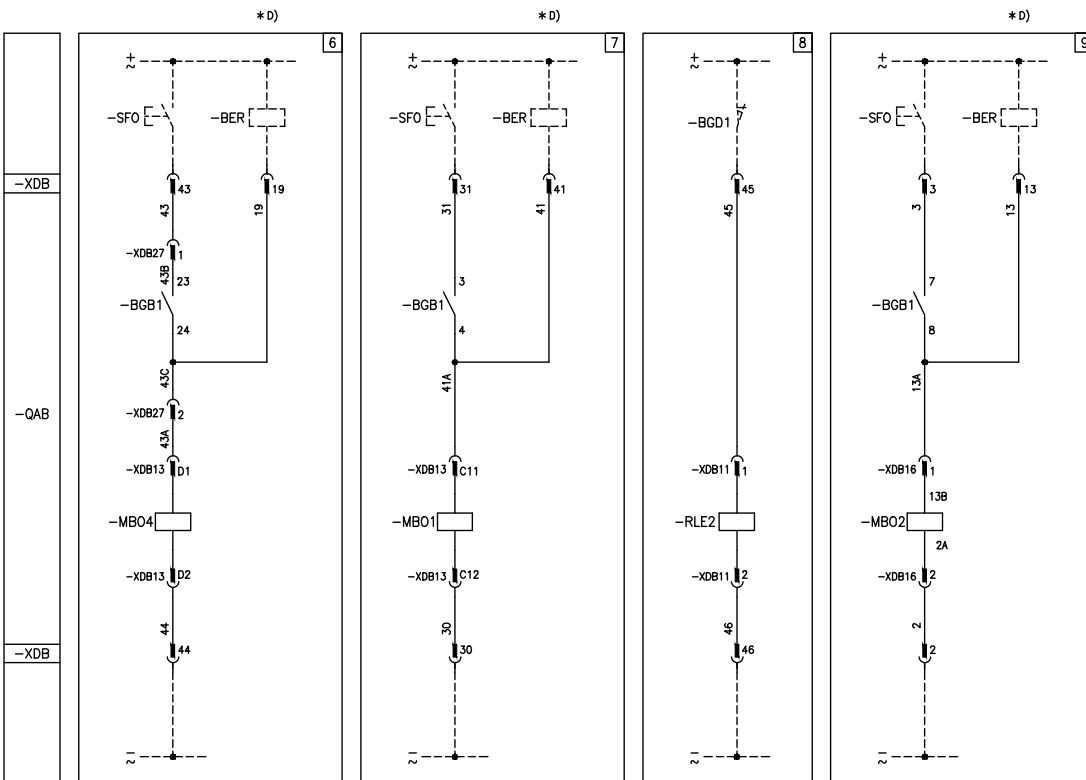 *D)
*D)
*D)
6
7
8
9
+
~
+
~
+
~
+
~
-SFO
-BER
-SFO
-BER
-BGD1
-SFO
-BER
-XDB
43
19
31
41
45
3
13
43
19
31
41
45
3
13
-XDB27
1
43B
23
3
7
-BGB1
-BGB1
-BGB1
24
4
8
43C
41A
13A
-QAB
-XDB27
2
43A
-XDB13
D1
-XDB13
C11
-XDB11
1
-XDB16
1
13B
-MBO4
-MBO1
-RLE2
-MBO2
2A
-XDB13
D2
-XDB13
C12
-XDB11
2
-XDB16
2
44
30
46
2
-XDB
44
30
46
2
-
~
-
~
-
~
-
~